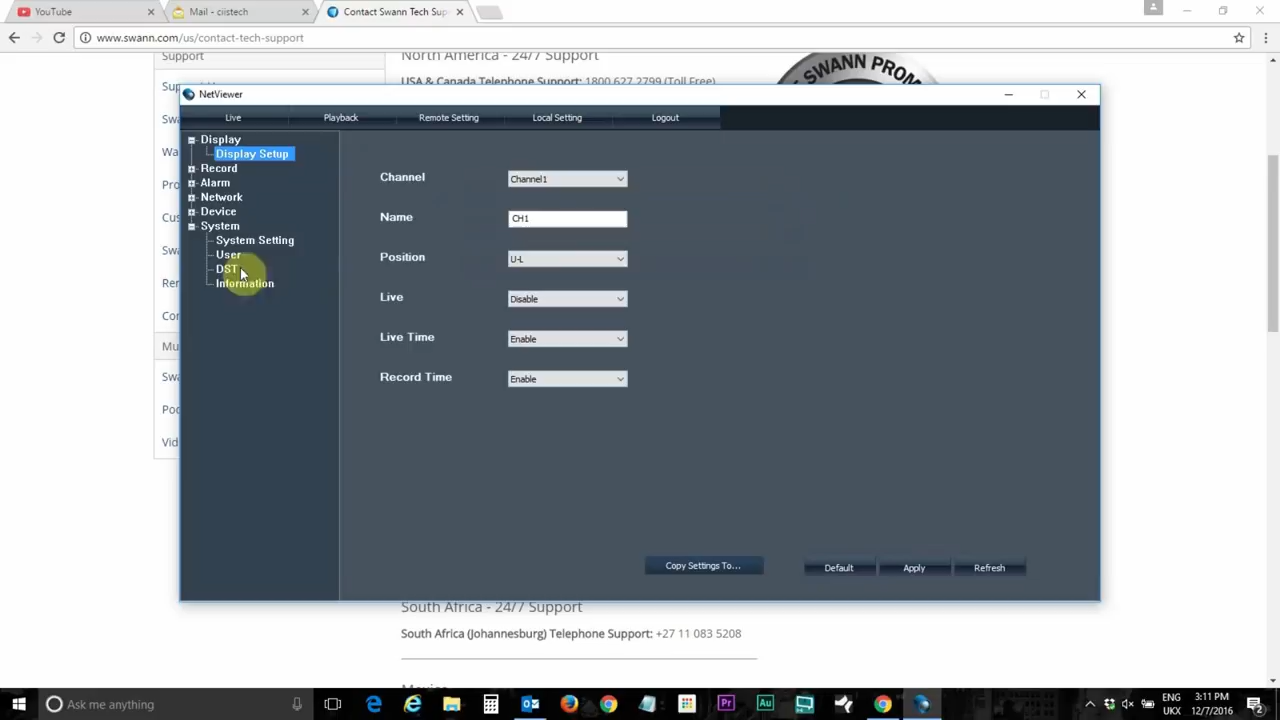 YouTube
Mail - ciistech
Contact Swann Tech Sup
www.swann.com/us/contact-tech-support
Support
North America - 24/7 Support
USA & Canada Telephone Support: 1800 627 2799 (Toll Free)
SWANN PROM
NetViewer
Live
Playback
Remote Setting
Local Setting
Logout
Display
Display Setup
Record
Alarm
Network
Device
System
System Setting
User
DST
Information
Channel
Channel1
Name
CH1
Position
U-L
Live
Disable
Live Time
Enable
Record Time
Enable
Copy Settings To...
Default
Apply
Refresh
South Africa - 24/7 Support
South Africa (Johannesburg) Telephone Support: +27 11 083 5208
Ask me anything
ENG
UKX
3:11 PM
12/7/2016